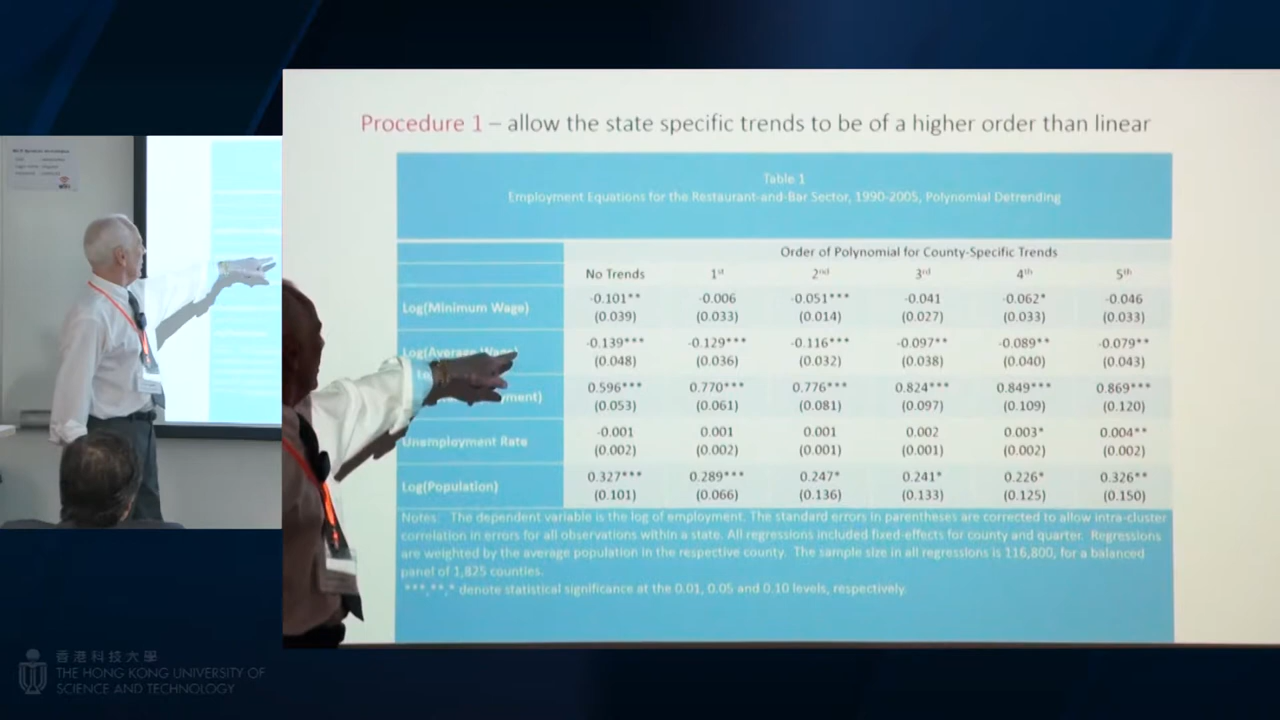 Procedure 1 – allow the state specific trends to be of a higher order than linear
Table 1
Employment Equations for the Restaurant-and-Bar Sector, 1990-2005, Polynomial Detrending
Order of Polynomial for County-Specific Trends
No Trends 1st 2nd 3rd 4th 5th
Log(Minimum Wage) -0.101** -0.006 -0.051*** -0.041 -0.062* -0.046
(0.039) (0.033) (0.014) (0.027) (0.033) (0.033)
Log(Average Wage) -0.139*** -0.129*** -0.116*** -0.097** -0.089** -0.079**
(0.048) (0.036) (0.032) (0.038) (0.040) (0.043)
yment) 0.596*** 0.770*** 0.776*** 0.824*** 0.849*** 0.869***
(0.053) (0.061) (0.081) (0.097) (0.109) (0.120)
Unemployment Rate -0.001 0.001 0.001 0.002 0.003* 0.004**
(0.002) (0.002) (0.001) (0.001) (0.002) (0.002)
Log(Population) 0.327*** 0.289*** 0.247* 0.241* 0.226* 0.326**
(0.101) (0.066) (0.136) (0.133) (0.125) (0.150)
Notes: The dependent variable is the log of employment. The standard errors in parentheses are corrected to allow intra-cluster
correlation in errors for all observations within a state. All regressions included fixed-effects for county and quarter. Regressions
are weighted by the average population in the respective county. The sample size in all regressions is 116,800, for a balanced
panel of 1,825 counties.
***,**,* denote statistical significance at the 0.01, 0.05 and 0.10 levels, respectively
香港科技大學
THE HONG KONG UNIVERSITY OF
SCIENCE AND TECHNOLOGY